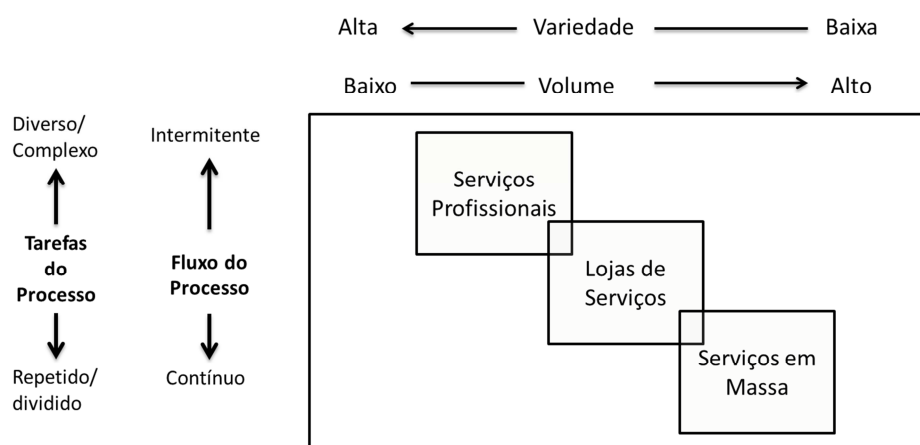 Alta Variedade Baixa
Baixo Volume Alto
Diverso/
Complexo
Intermitente
Tarefas
do
Processo
Fluxo do
Processo
Repetido/
dividido
Contínuo
Serviços
Profissionais
Lojas de
Serviços
Serviços em
Massa